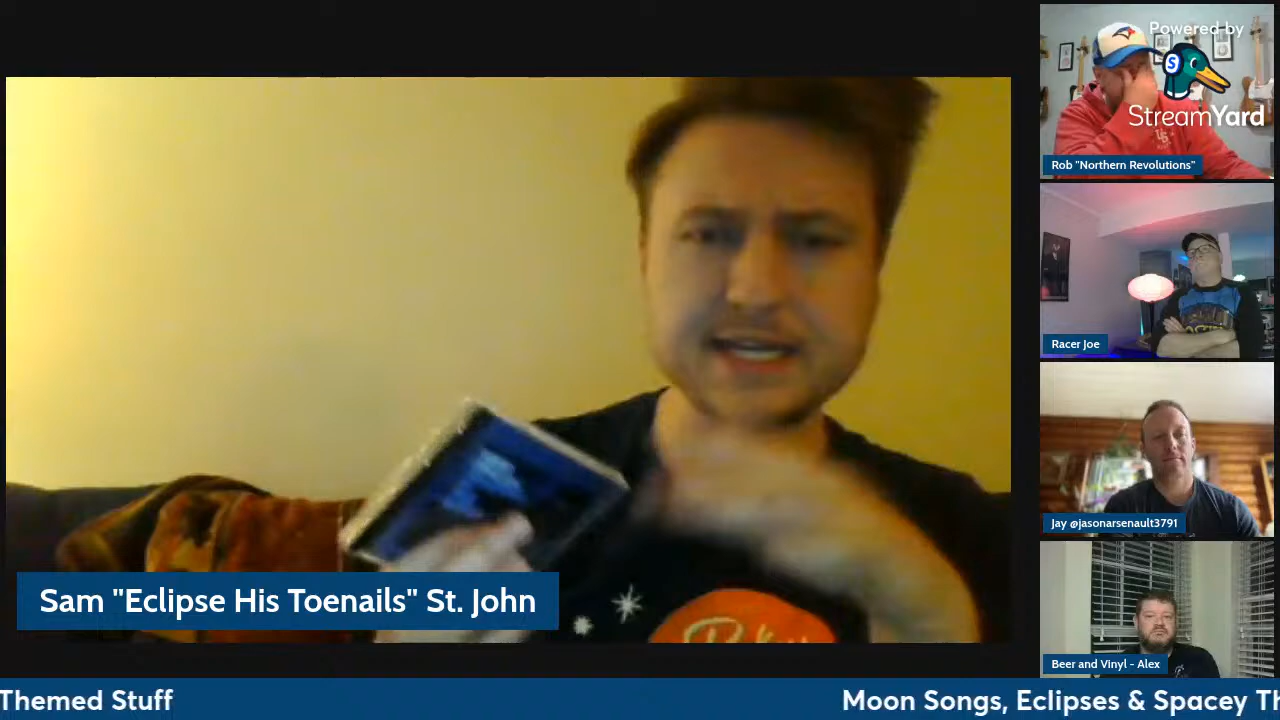 Powered by
StreamYard
Rob "Northern Revolutions"
Racer Joe
Jay @jasonarsenault3791
Beer and Vinyl - Alex
Sam "Eclipse His Toenails" St. John
Themed Stuff
Moon Songs, Eclipses & Spacey Th